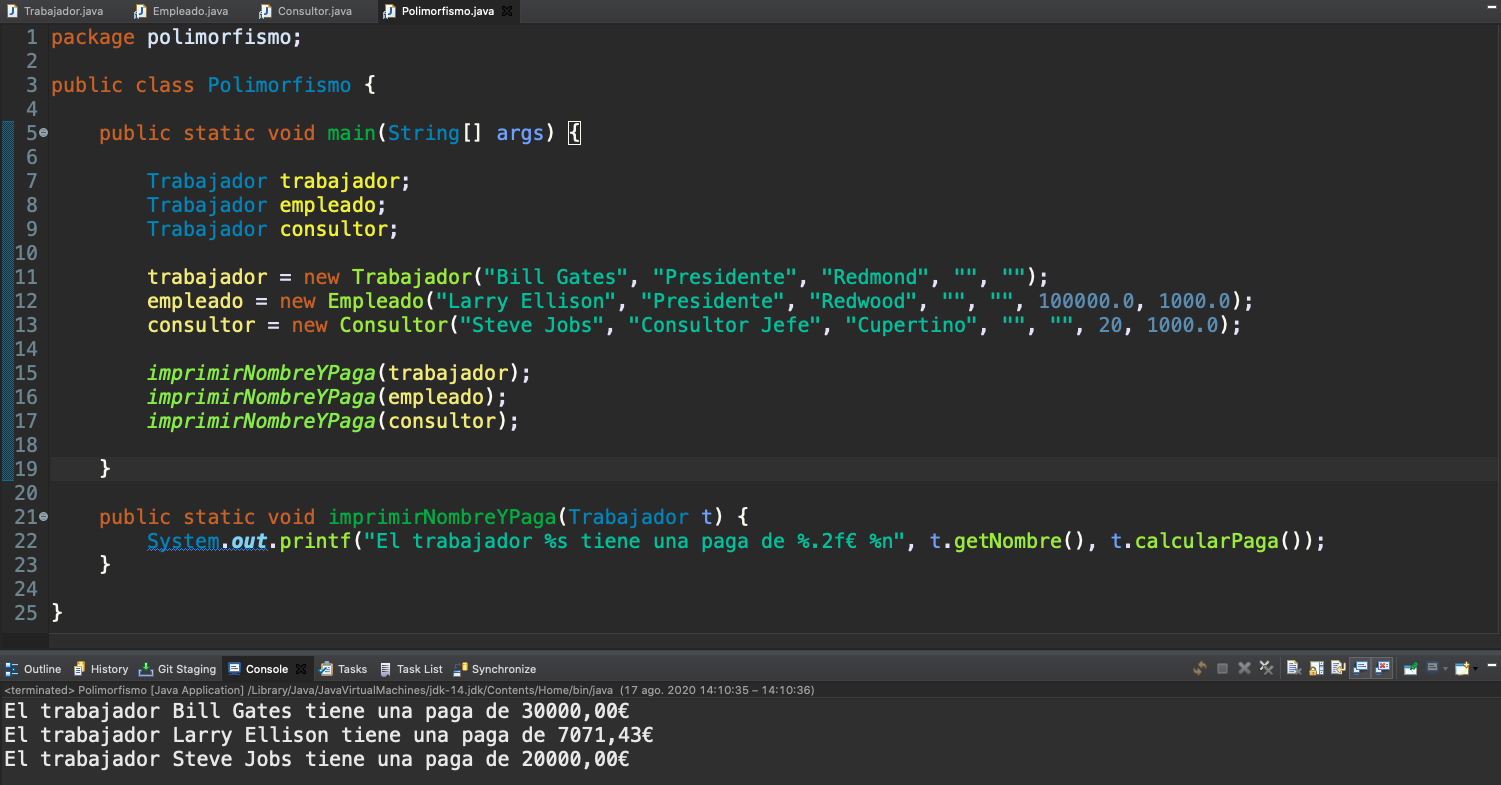 Trabajador.java Empleado.java Consultor.java Polimorfismo.java
1 package polimorfismo;
2
3 public class Polimorfismo {
4
5 public static void main(String[] args) {
6
7 Trabajador trabajador;
8 Trabajador empleado;
9 Trabajador consultor;
10
11 trabajador = new Trabajador("Bill Gates", "Presidente", "Redmond", "", "");
12 empleado = new Empleado("Larry Ellison", "Presidente", "Redwood", "", "", 100000.0, 1000.0);
13 consultor = new Consultor("Steve Jobs", "Consultor Jefe", "Cupertino", "", "", 20, 1000.0);
14
15 imprimirNombreYPaga(trabajador);
16 imprimirNombreYPaga(empleado);
17 imprimirNombreYPaga(consultor);
18
19 }
20
21 public static void imprimirNombreYPaga(Trabajador t) {
22 System.out.printf("El trabajador %s tiene una paga de %.2f€ %n", t.getNombre(), t.calcularPaga());
23 }
24
25 }
Outline History Git Staging Console Tasks Task List Synchronize
<terminated> Polimorfismo [Java Application] /Library/Java/JavaVirtualMachines/jdk-14.jdk/Contents/Home/bin/java (17 ago. 2020 14:10:35 – 14:10:36)
El trabajador Bill Gates tiene una paga de 30000,00€
El trabajador Larry Ellison tiene una paga de 7071,43€
El trabajador Steve Jobs tiene una paga de 20000,00€